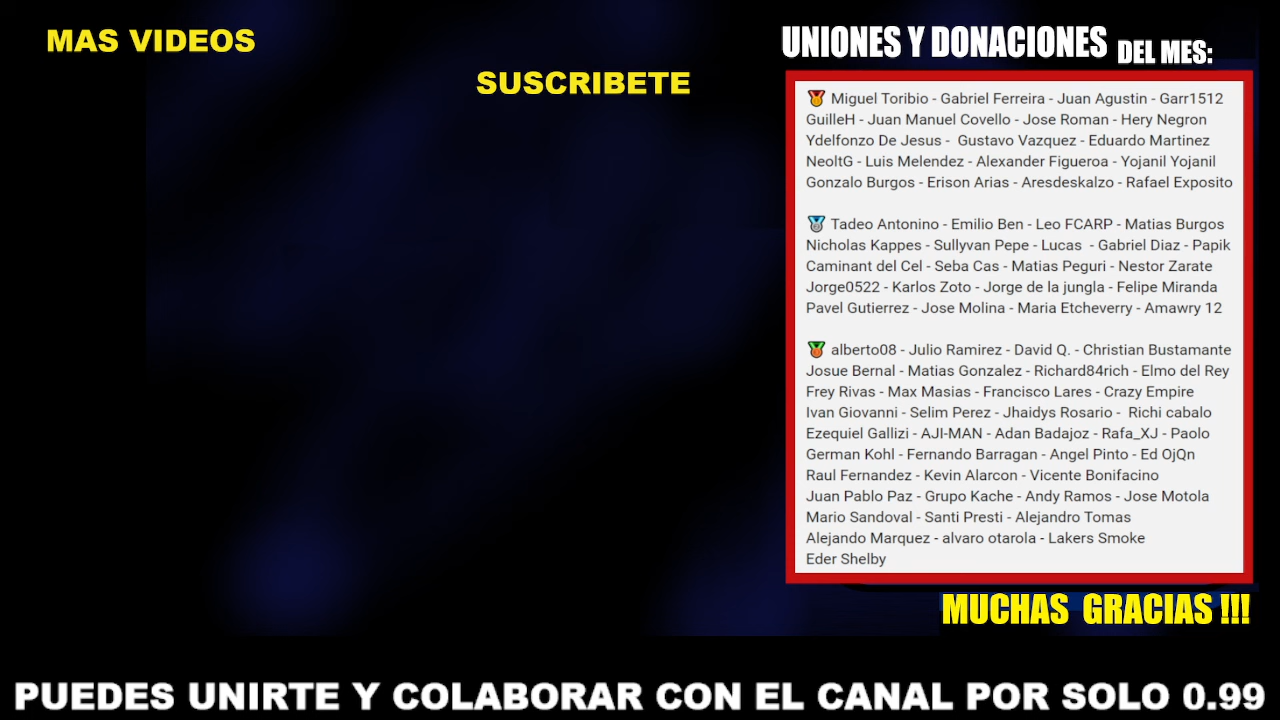 MAS VIDEOS
SUSCRIBETE
UNIONES Y DONACIONES DEL MES:
Miguel Toribio - Gabriel Ferreira - Juan Agustin - Garr1512
GuilleH - Juan Manuel Covello - Jose Roman - Hery Negron
Ydelfonzo De Jesus - Gustavo Vazquez - Eduardo Martinez
NeoltG - Luis Melendez - Alexander Figueroa - Yojanil Yojanil
Gonzalo Burgos - Erison Arias - Aresdeskalzo - Rafael Exposito
Tadeo Antonino - Emilio Ben - Leo FCARP - Matias Burgos
Nicholas Kappes - Sullyvan Pepe - Lucas - Gabriel Diaz - Papik
Caminant del Cel - Seba Cas - Matias Peguri - Nestor Zarate
Jorge0522 - Karlos Zoto - Jorge de la jungla - Felipe Miranda
Pavel Gutierrez - Jose Molina - Maria Etcheverry - Amawry 12
alberto08 - Julio Ramirez - David Q. - Christian Bustamante
Josue Bernal - Matias Gonzalez - Richard84rich - Elmo del Rey
Frey Rivas - Max Masias - Francisco Lares - Crazy Empire
Ivan Giovanni - Selim Perez - Jhaidys Rosario - Richi cabalo
Ezequiel Gallizi - AJI-MAN - Adan Badajoz - Rafa_XJ - Paolo
German Kohl - Fernando Barragan - Angel Pinto - Ed OjQn
Raul Fernandez - Kevin Alarcon - Vicente Bonifacino
Juan Pablo Paz - Grupo Kache - Andy Ramos - Jose Motola
Mario Sandoval - Santi Presti - Alejandro Tomas
Alejando Marquez - alvaro otarola - Lakers Smoke
Eder Shelby
MUCHAS GRACIAS !!!
PUEDES UNIRTE Y COLABORAR CON EL CANAL POR SOLO 0.99